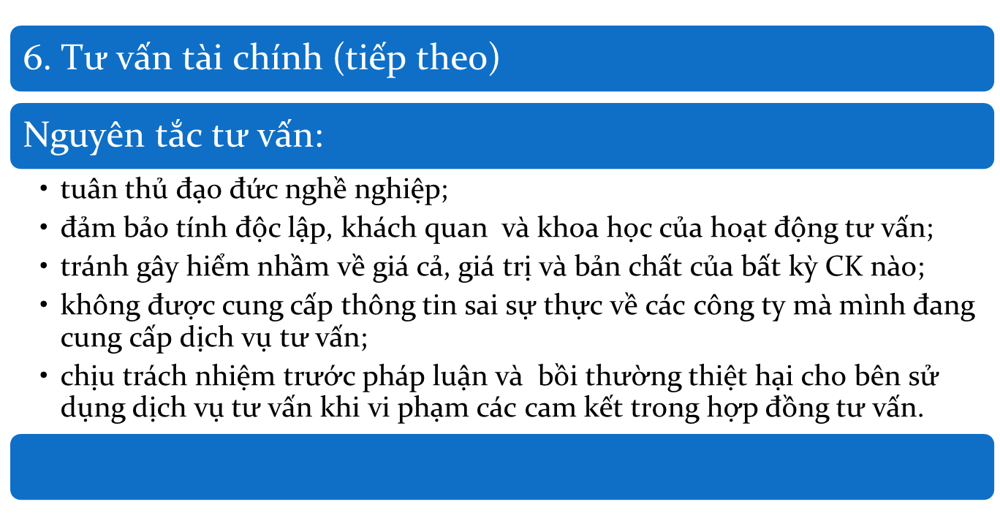 6. Tư vấn tài chính (tiếp theo)
Nguyên tắc tư vấn:
• tuân thủ đạo đức nghề nghiệp;
• đảm bảo tính độc lập, khách quan  và khoa học của hoạt động tư vấn;
• tránh gây hiểm nhầm về giá cả, giá trị và bản chất của bất kỳ CK nào;
• không được cung cấp thông tin sai sự thực về các công ty mà mình đang
cung cấp dịch vụ tư vấn;
• chịu trách nhiệm trước pháp luận và  bồi thường thiệt hại cho bên sử
dụng dịch vụ tư vấn khi vi phạm các cam kết trong hợp đồng tư vấn.